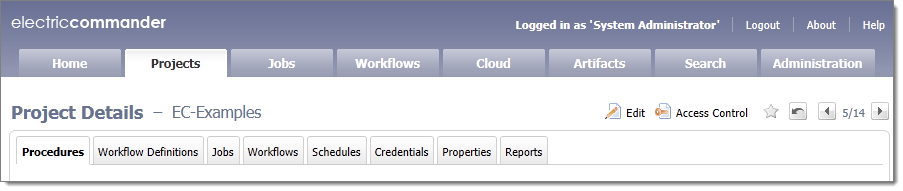 electriccommander
Logged in as 'System Administrator' Logout About Help
Home Projects Jobs Workflows Cloud Artifacts Search Administration
Project Details – EC-Examples Edit Access Control 5/14
Procedures Workflow Definitions Jobs Workflows Schedules Credentials Properties Reports